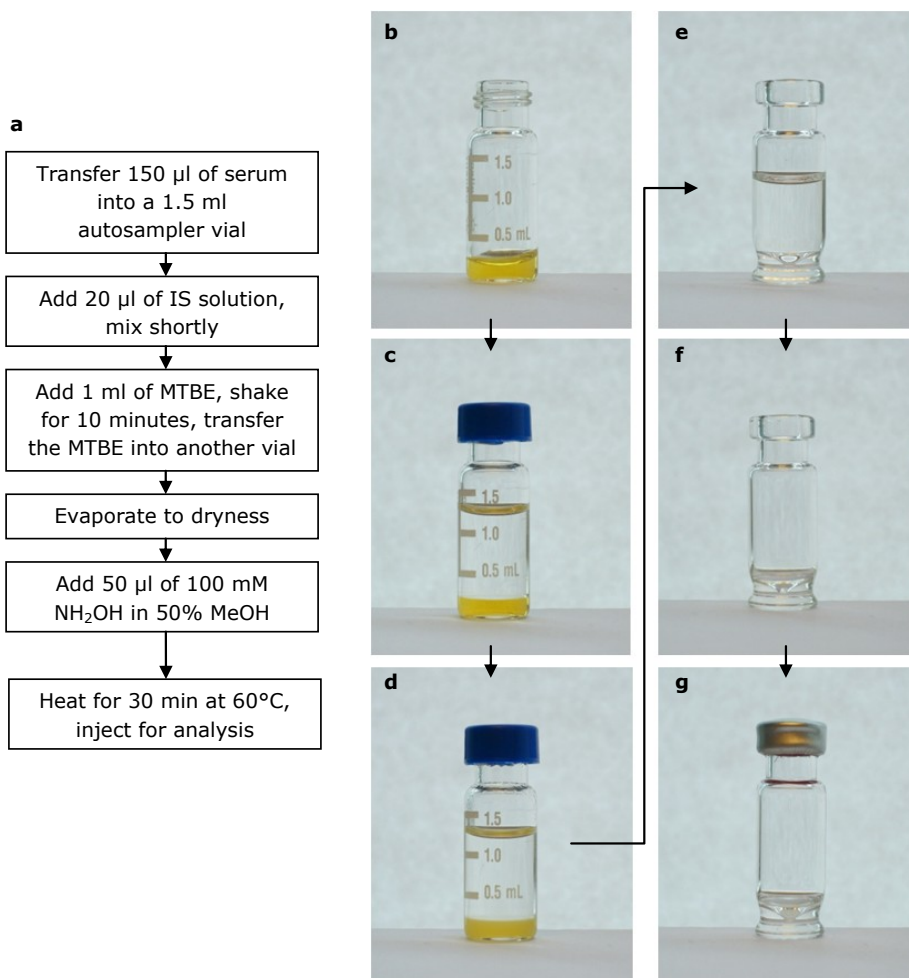 a
Transfer 150 µl of serum
into a 1.5 ml
autosampler vial
Add 20 µl of IS solution,
mix shortly
Add 1 ml of MTBE, shake
for 10 minutes, transfer
the MTBE into another vial
Evaporate to dryness
Add 50 µl of 100 mM
NH₂OH in 50% MeOH
Heat for 30 min at 60°C,
inject for analysis
b
1.5
1.0
0.5 mL
c
1.5
1.0
0.5 mL
d
1.5
1.0
0.5 mL
e
f
g